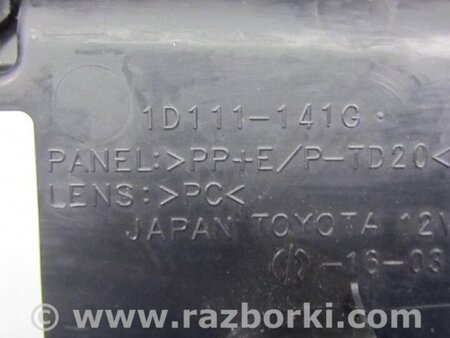 1D111-141G
PANEL:>PP+E/P-TD20<
LENS:>PC<
JAPAN TOYOTA 12V
-16-03
© www.razborki.com